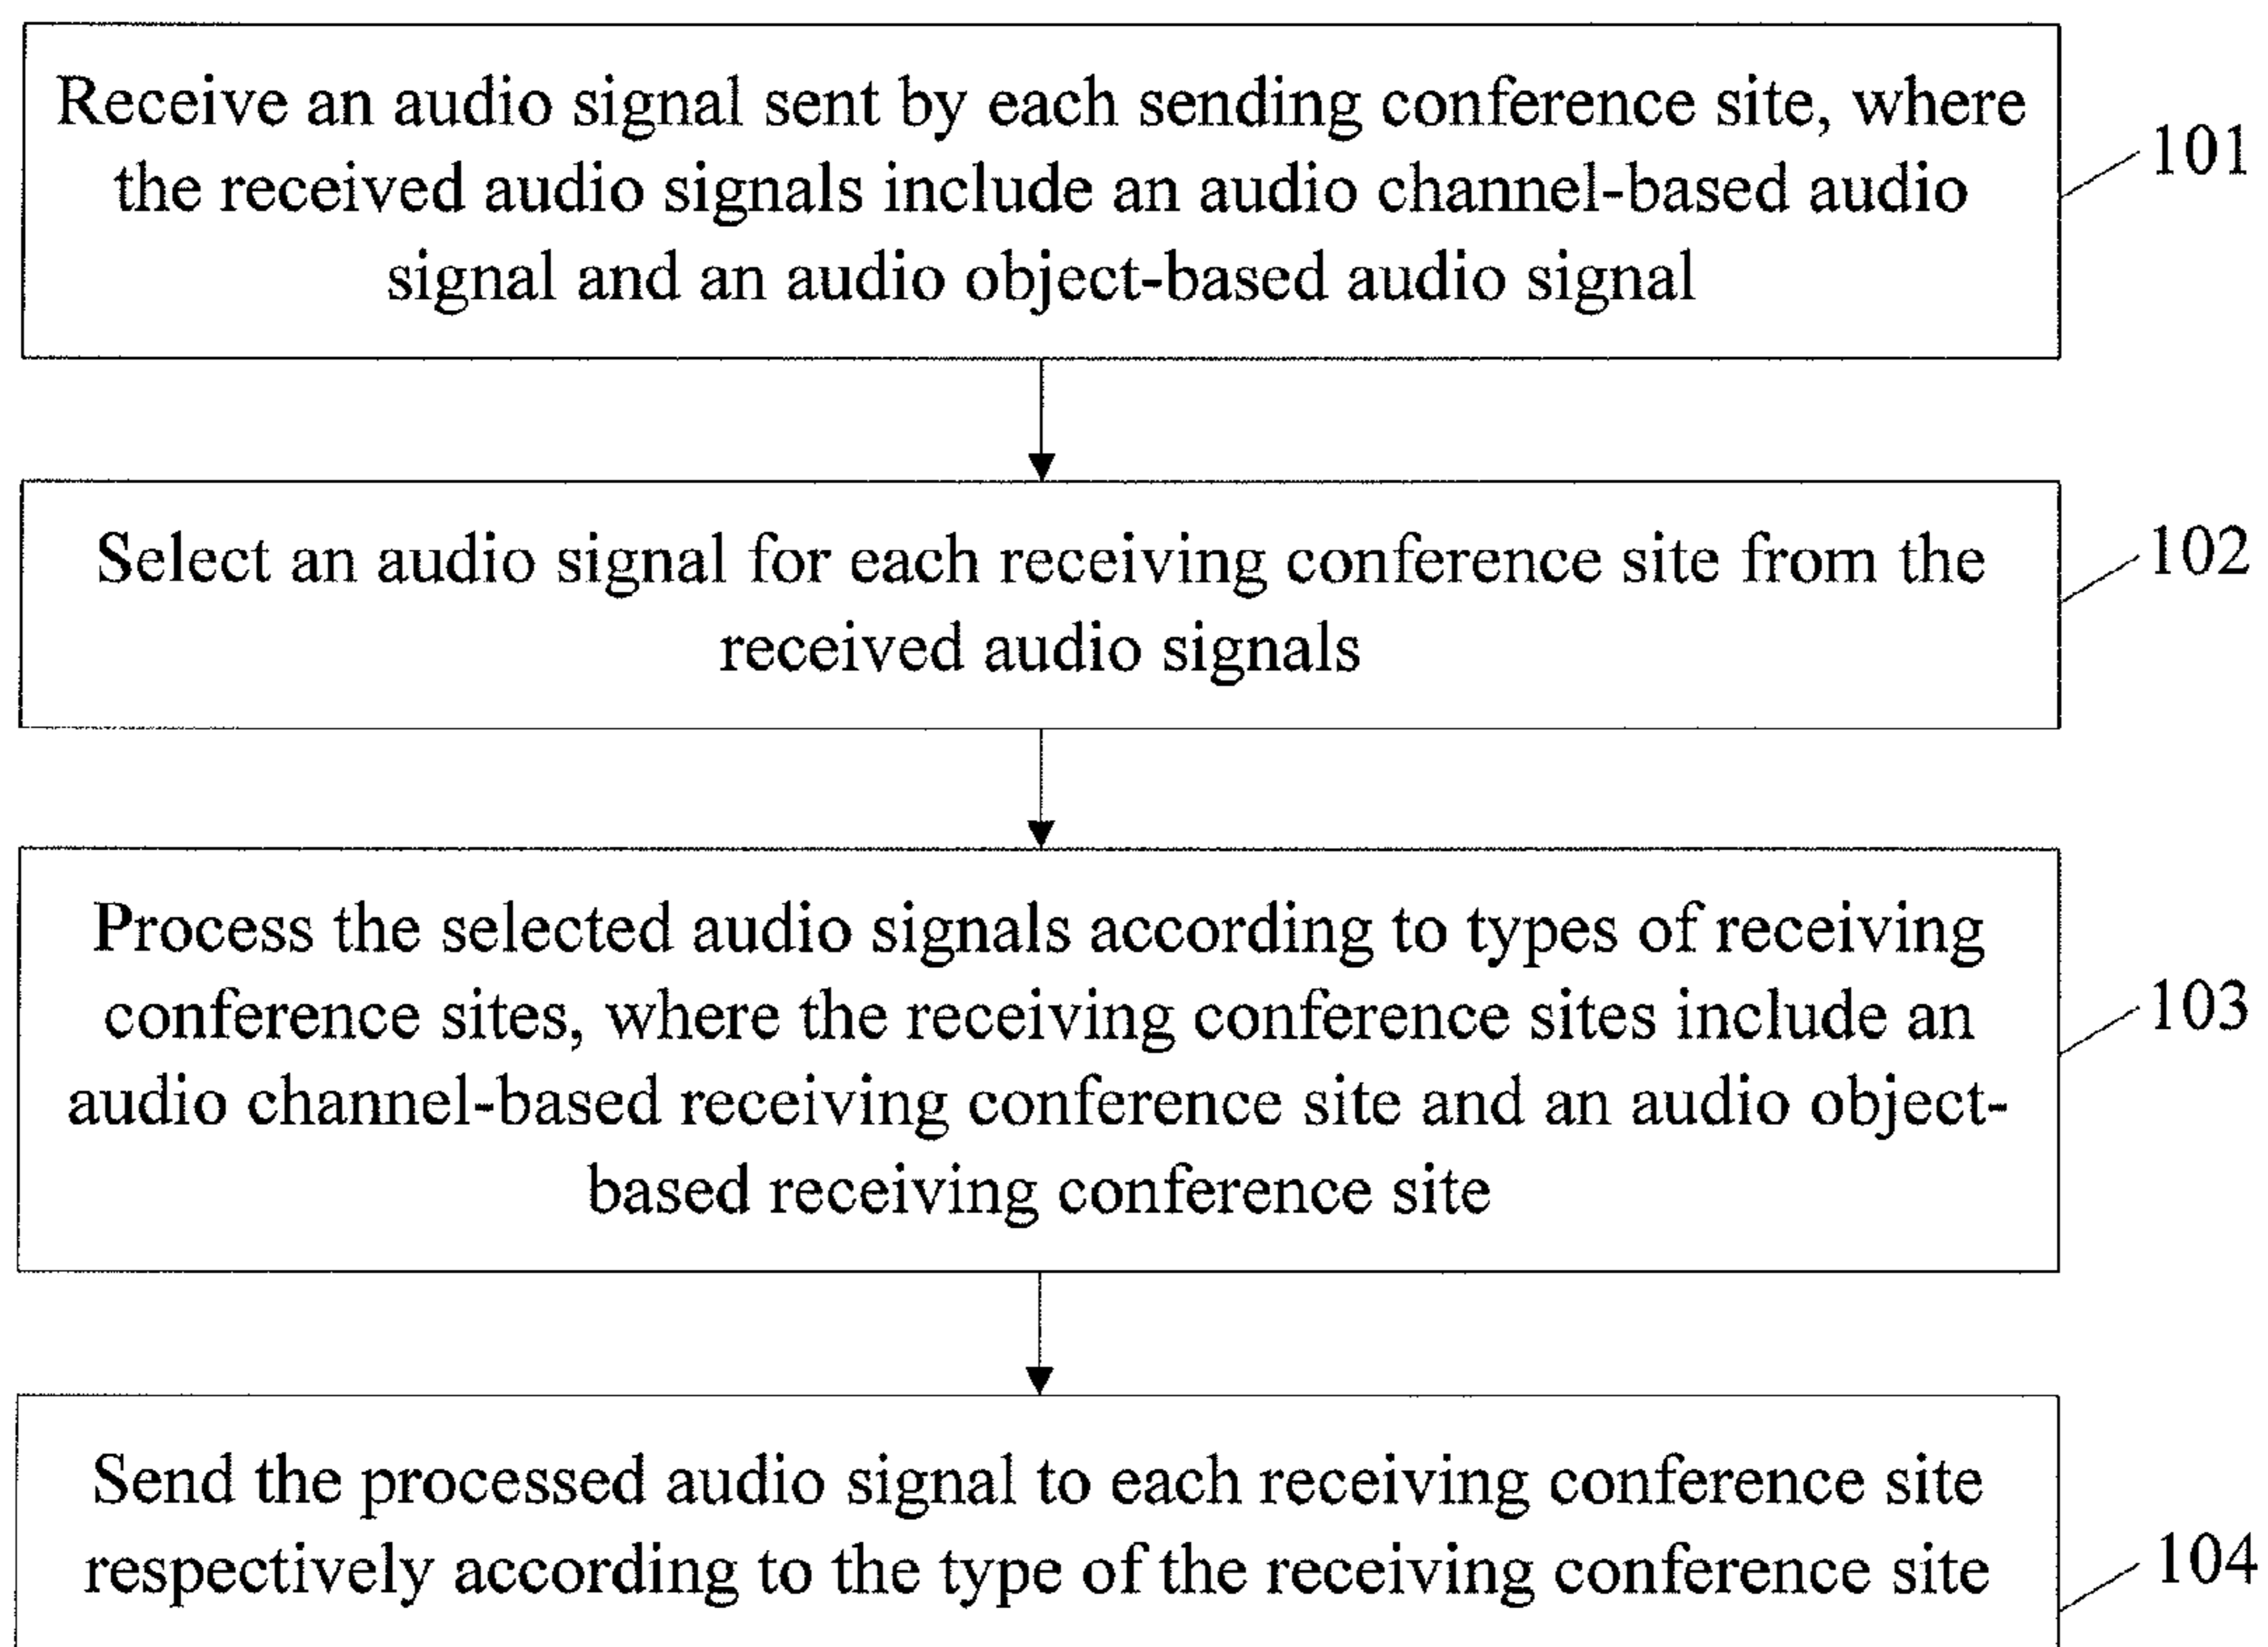 Receive an audio signal sent by each sending conference site, where
the received audio signals include an audio channel-based audio
signal and an audio object-based audio signal
101
Select an audio signal for each receiving conference site from the
received audio signals
102
Process the selected audio signals according to types of receiving
conference sites, where the receiving conference sites include an
audio channel-based receiving conference site and an audio object-
based receiving conference site
103
Send the processed audio signal to each receiving conference site
respectively according to the type of the receiving conference site
104